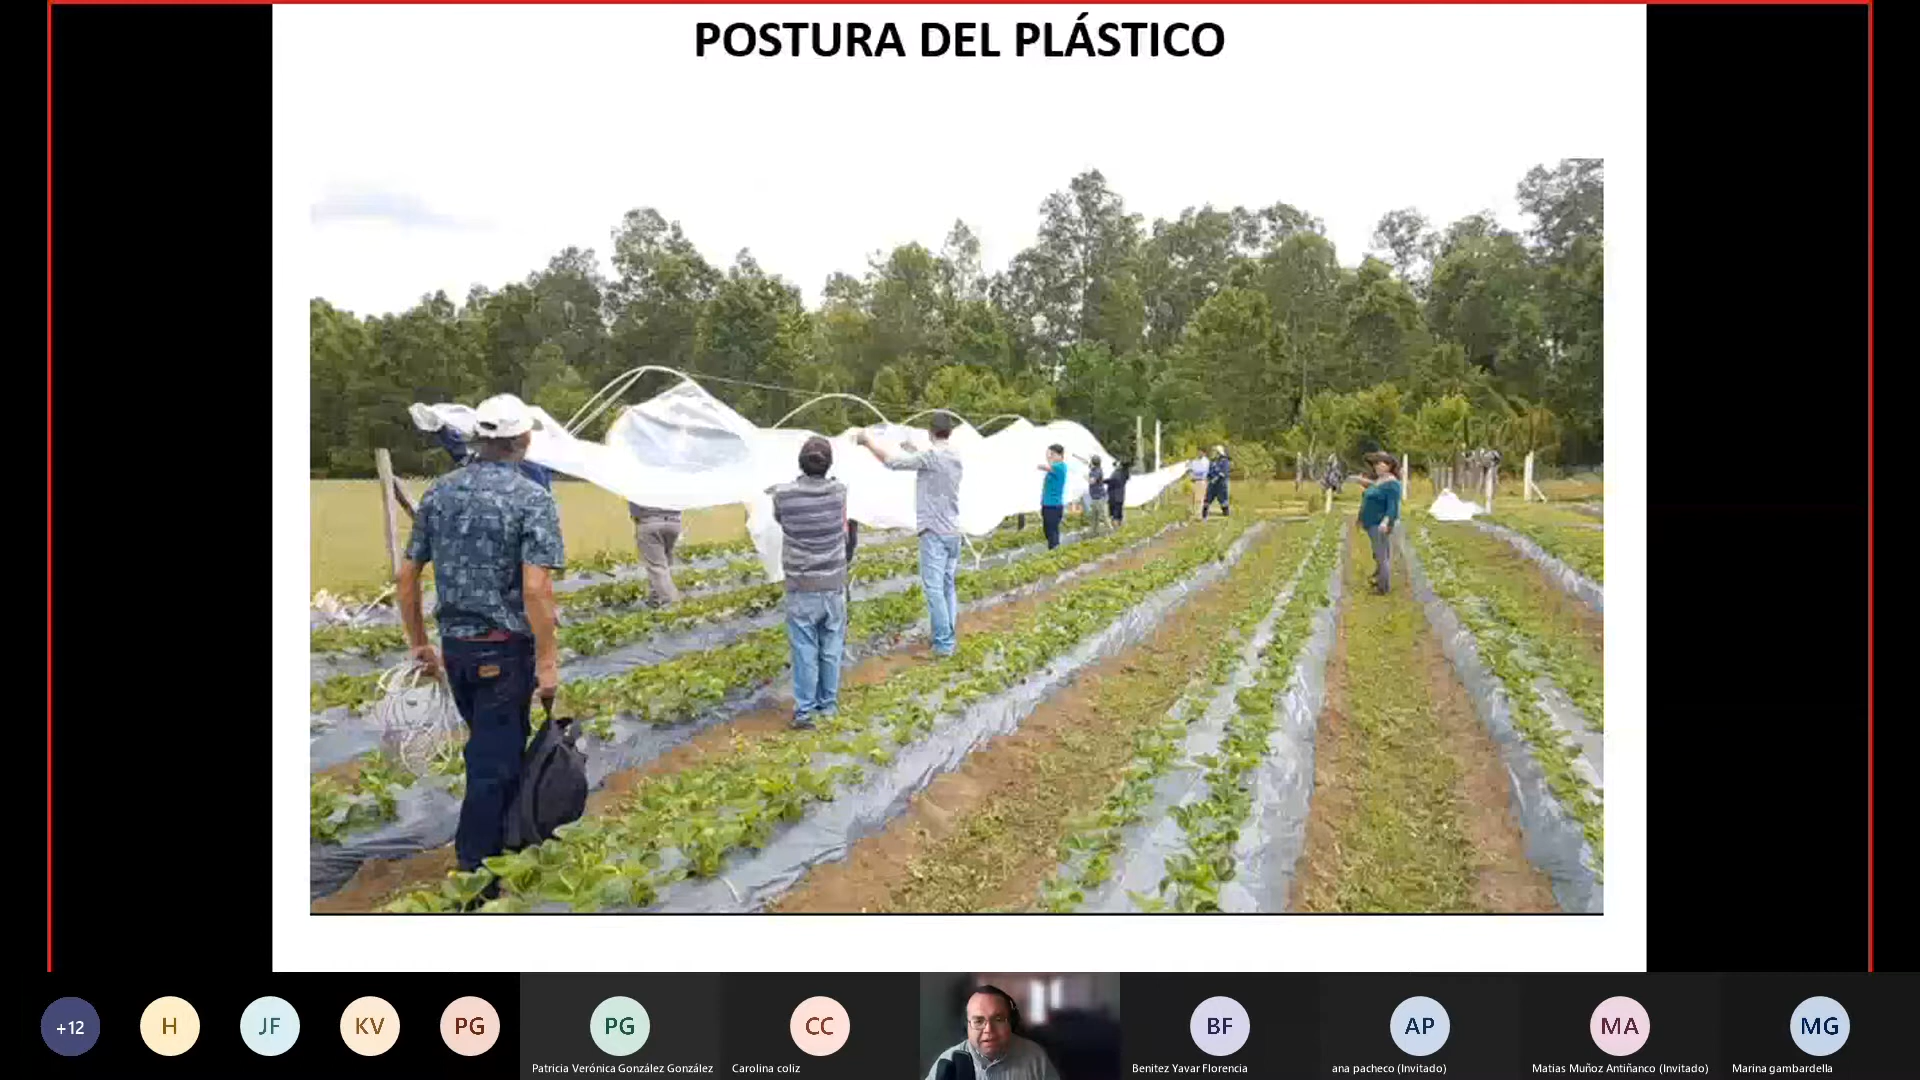 POSTURA DEL PLÁSTICO
+12
H
JF
KV
PG
PG
CC
BF
AP
MA
MG
Patricia Verónica González González
Carolina coliz
Benitez Yavar Florencia
ana pacheco (Invitado)
Matias Muñoz Antiñanco (Invitado)
Marina gambardella